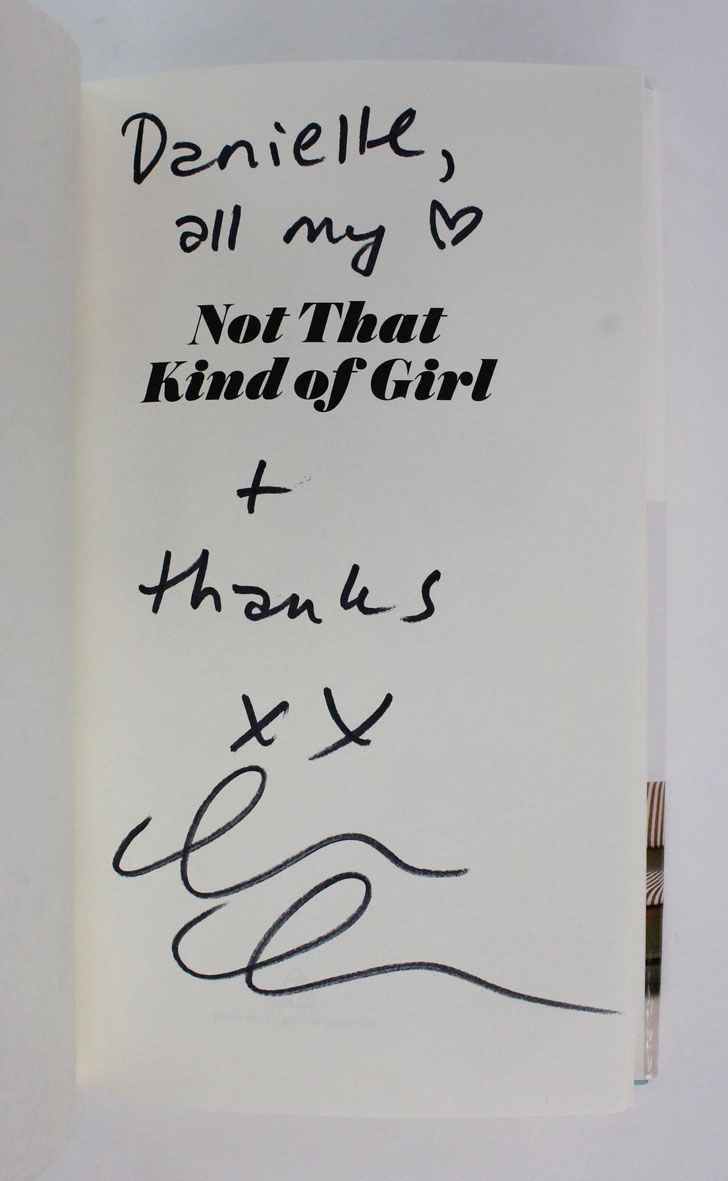 Danielle,
all my ♡
Not That
Kind of Girl
+
thanks
xx